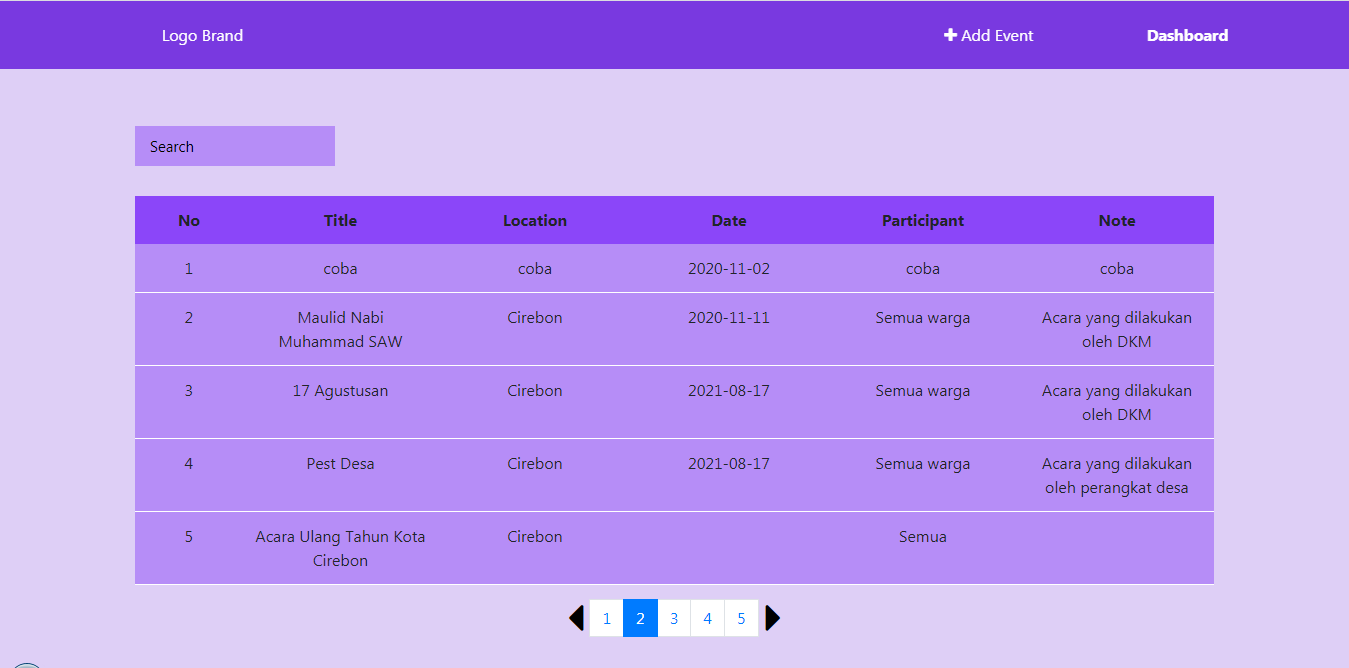 Logo Brand Add Event Dashboard
Search
No Title Location Date Participant Note
1 coba coba 2020-11-02 coba coba
2 Maulid Nabi Cirebon 2020-11-11 Semua warga Acara yang dilakukan
Muhammad SAW oleh DKM
3 17 Agustusan Cirebon 2021-08-17 Semua warga Acara yang dilakukan
oleh DKM
4 Pest Desa Cirebon 2021-08-17 Semua warga Acara yang dilakukan
oleh perangkat desa
5 Acara Ulang Tahun Kota Cirebon Semua
Cirebon
1 2 3 4 5